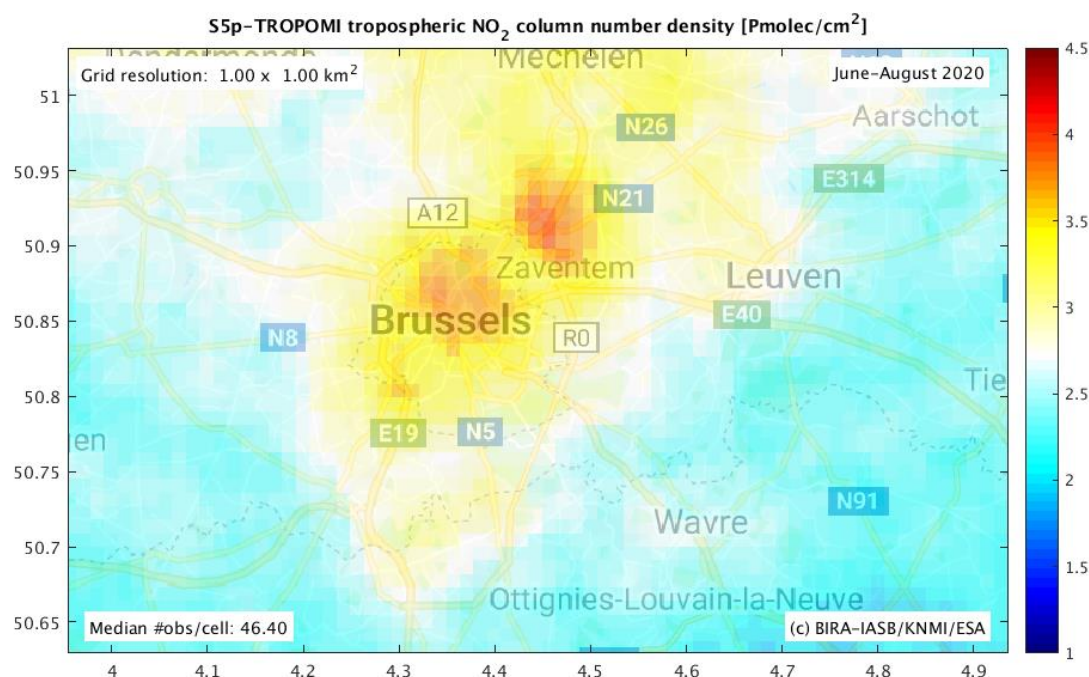 S5p-TROPOMI tropospheric NO₂ column number density [Pmolec/cm²]
Grid resolution: 1.00 x 1.00 km²
June-August 2020
Dendermonde
Mechelen
N26
Aarschot
E314
N21
A12
Zaventem
Leuven
Brussels
E40
N8
R0
Tie
E19
N5
en
N91
Wavre
Ottignies-Louvain-la-Neuve
Median #obs/cell: 46.40
(c) BIRA-IASB/KNMI/ESA
51
50.95
50.9
50.85
50.8
50.75
50.7
50.65
4
4.1
4.2
4.3
4.4
4.5
4.6
4.7
4.8
4.9
4.5
4
3.5
3
2.5
2
1.5
1